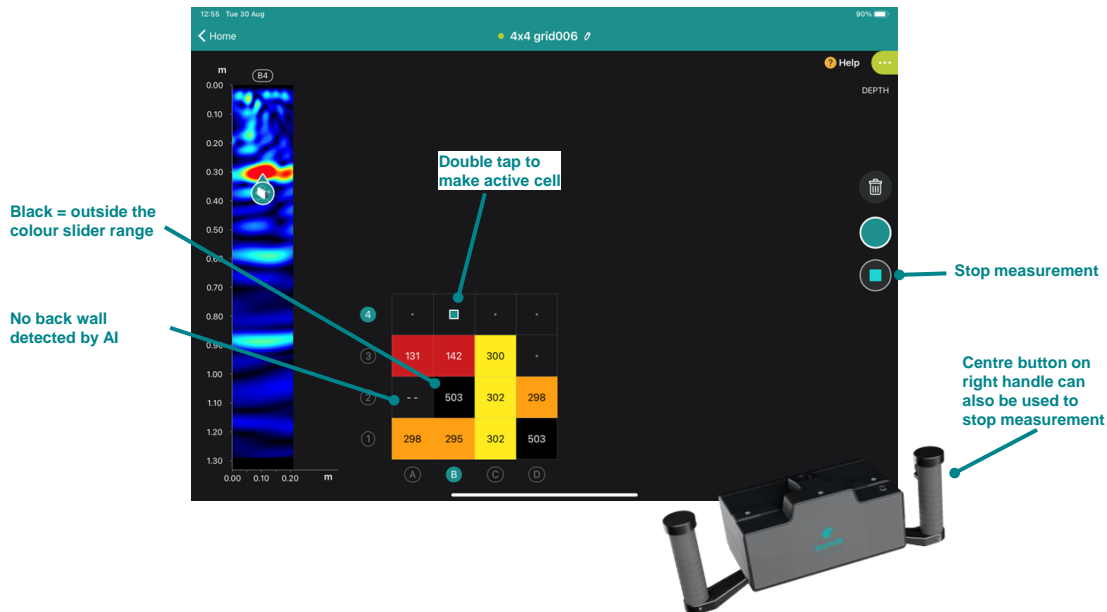 12:55 Tue 30 Aug
90%
Home
4x4 grid006
Help
DEPTH
m
B4
0.00
0.10
0.20
0.30
0.40
0.50
0.60
0.70
0.80
0.90
1.00
1.10
1.20
1.30
0.00 0.10 0.20 m
Double tap to
make active cell
Black = outside the
colour slider range
No back wall
detected by AI
Stop measurement
Centre button on
right handle can
also be used to
stop measurement
4
3 131 142 300
2 -- 503 302 298
1 298 295 302 503
A B C D